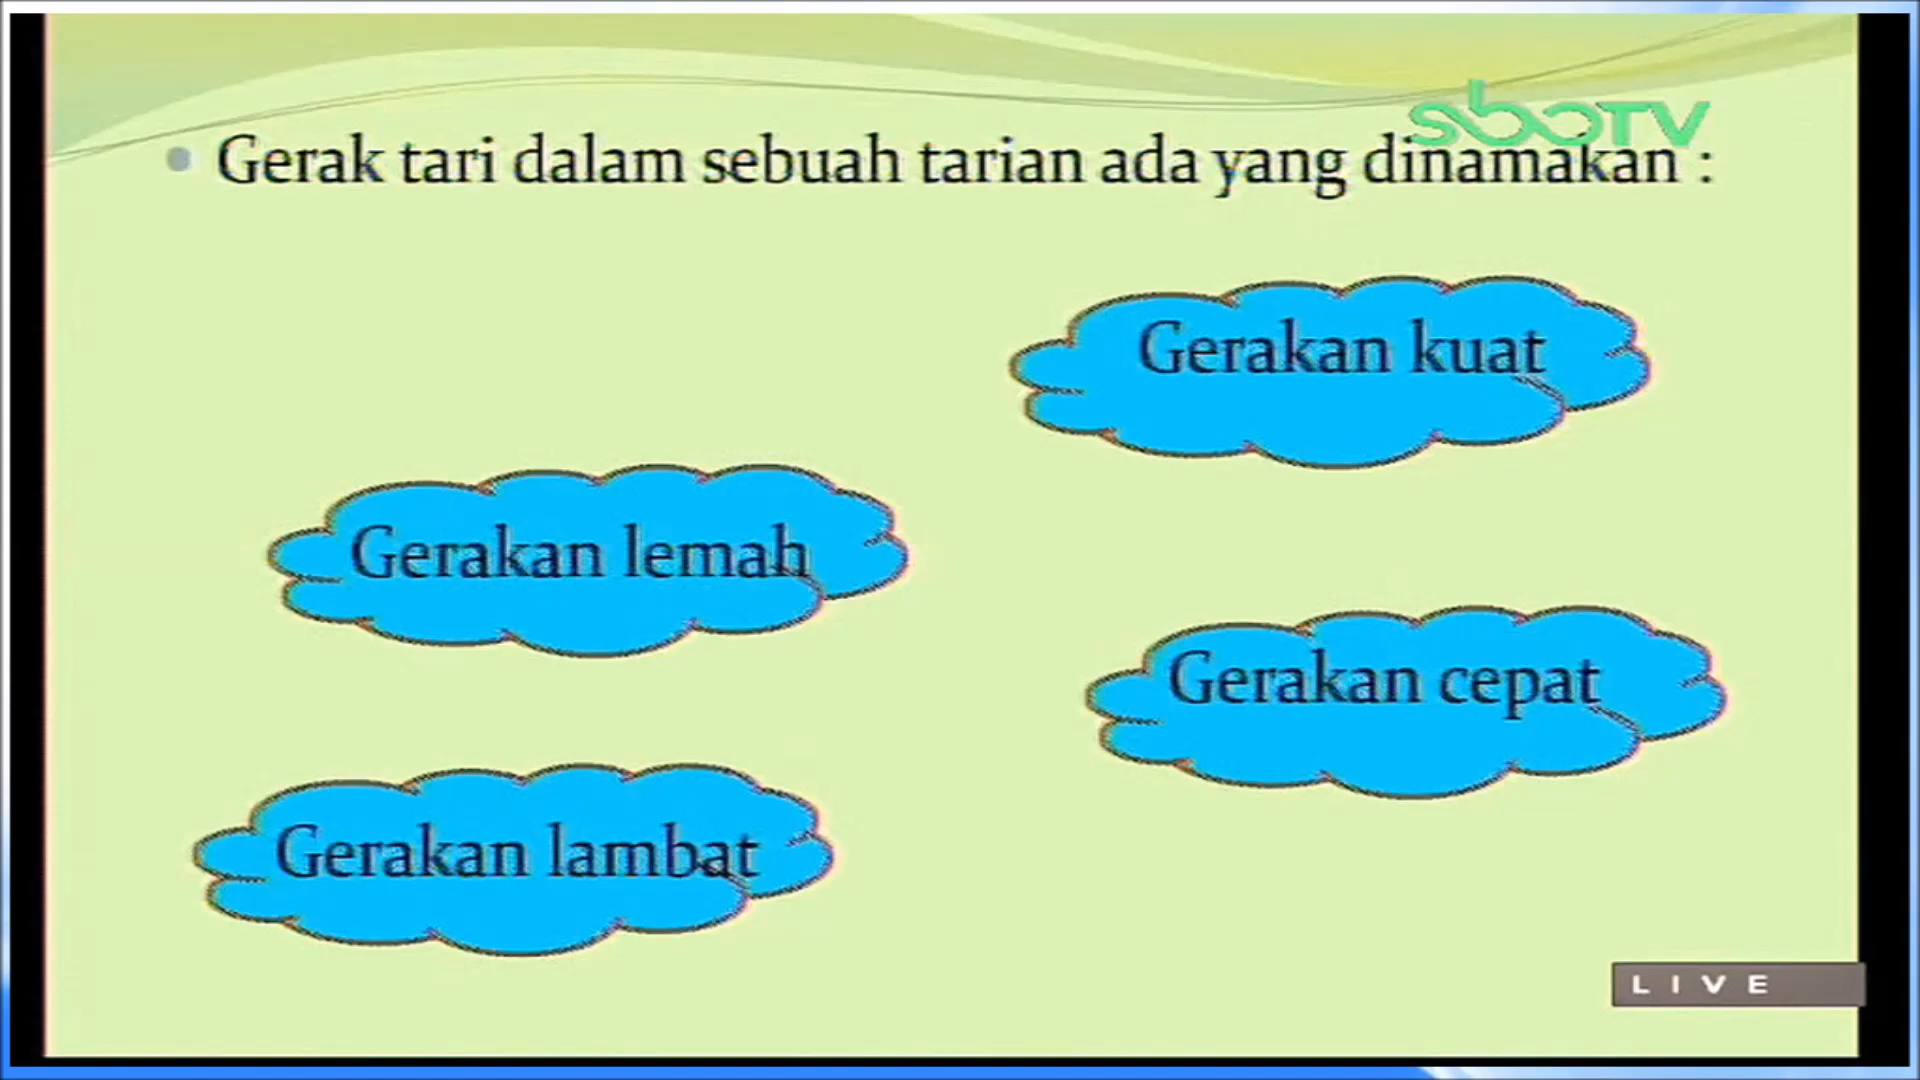 sboTV
Gerak tari dalam sebuah tarian ada yang dinamakan :
Gerakan kuat
Gerakan lemah
Gerakan cepat
Gerakan lambat
LIVE